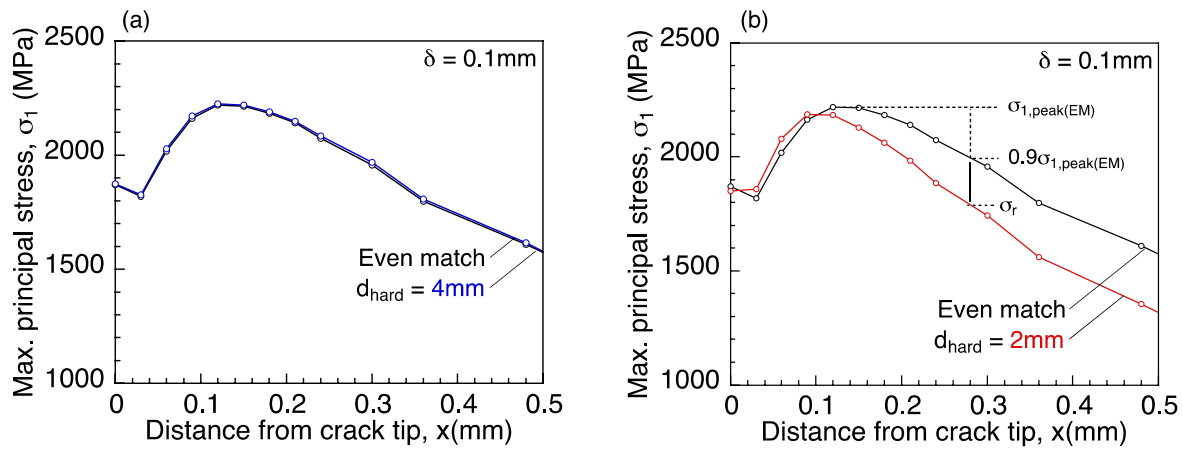 (a)
2500
2000
1500
1000
Max. principal stress, σ₁ (MPa)
δ = 0.1mm
Even match
d_hard = 4mm
0 0.1 0.2 0.3 0.4 0.5
Distance from crack tip, x(mm)
(b)
2500
2000
1500
1000
Max. principal stress, σ₁ (MPa)
δ = 0.1mm
σ₁,peak(EM)
0.9σ₁,peak(EM)
σ_r
Even match
d_hard = 2mm
0 0.1 0.2 0.3 0.4 0.5
Distance from crack tip, x(mm)